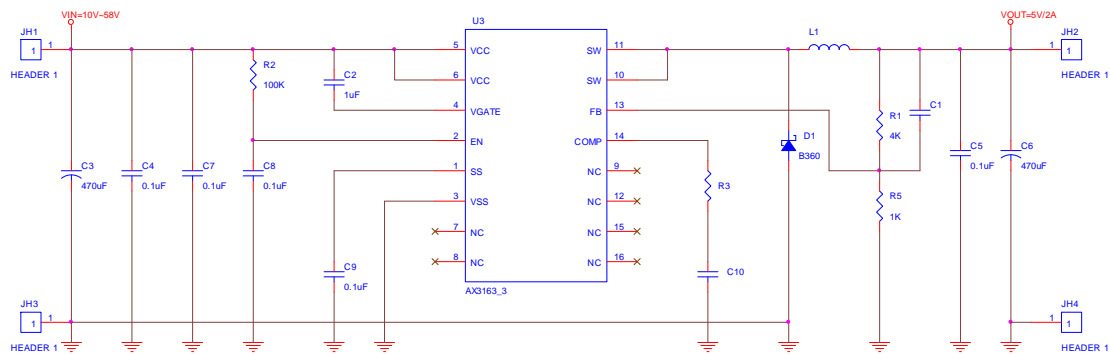 VIN=10V~58V
VOUT=5V/2A
U3
JH1
1
1
HEADER 1
5
VCC
6
VCC
4
VGATE
2
EN
1
SS
3
VSS
7
NC
8
NC
SW
11
SW
10
FB
13
COMP
14
NC
9
NC
12
NC
15
NC
16
AX3163_3
R2
100K
C2
1uF
C3
470uF
C4
0.1uF
C7
0.1uF
C8
0.1uF
C9
0.1uF
L1
D1
B360
R3
C10
R1
4K
C1
R5
1K
C5
0.1uF
C6
470uF
JH2
1
1
HEADER 1
JH3
1
1
HEADER 1
JH4
1
1
HEADER 1